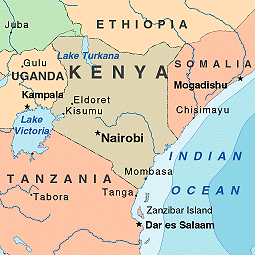 Juba
ETHIOPIA
Lake Turkana
Gulu
UGANDA
KENYA
SOMALIA
Mogadishu
Kampala
Eldoret
Kisumu
Chisimayu
Lake
Victoria
Nairobi
INDIAN
OCEAN
Mombasa
TANZANIA
Tabora
Tanga
Zanzibar Island
Dar es Salaam